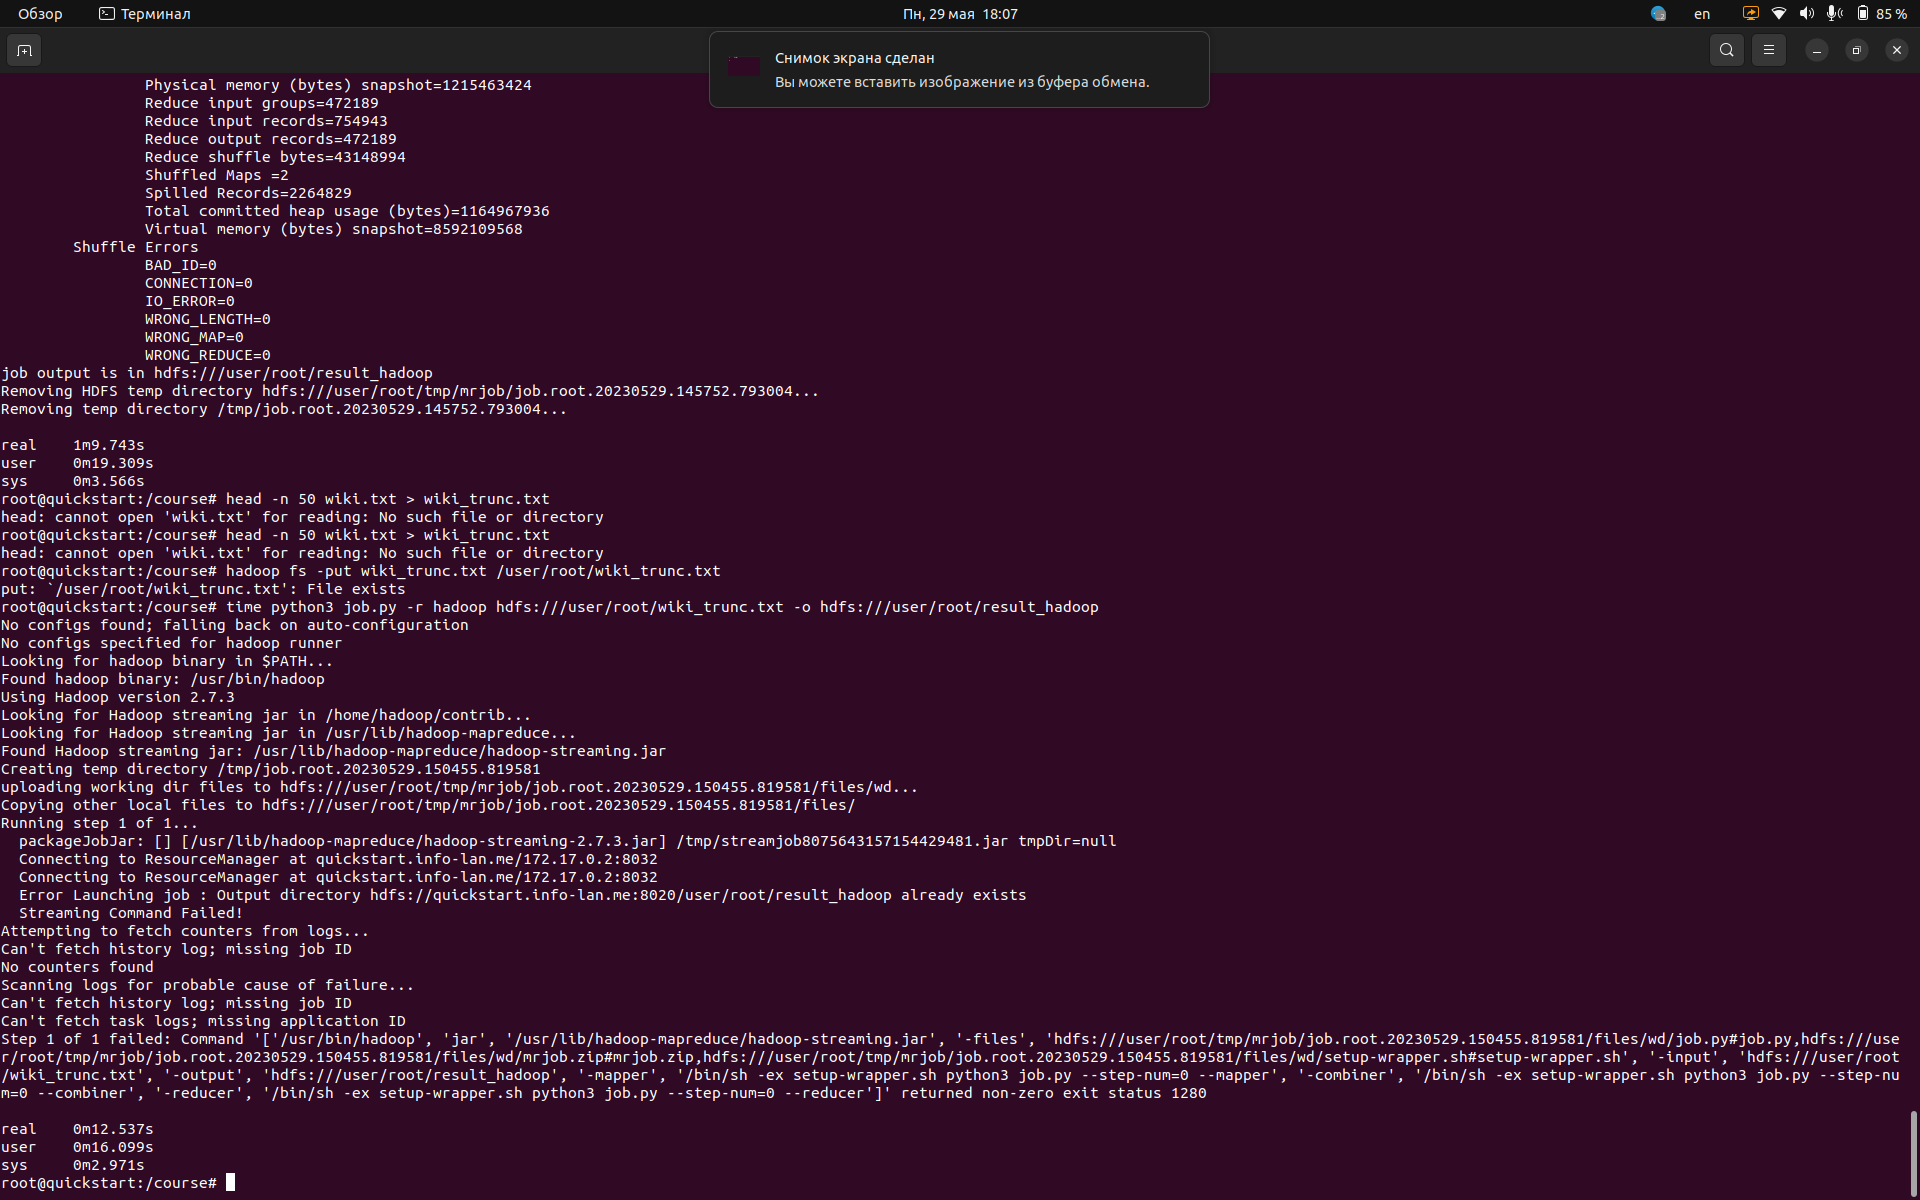 Обзор
Терминал
Пн, 29 мая 18:07
en
85 %
Снимок экрана сделан
Вы можете вставить изображение из буфера обмена.
Physical memory (bytes) snapshot=1215463424
Reduce input groups=472189
Reduce input records=754943
Reduce output records=472189
Reduce shuffle bytes=43148994
Shuffled Maps =2
Spilled Records=2264829
Total committed heap usage (bytes)=1164967936
Virtual memory (bytes) snapshot=8592109568
Shuffle Errors
BAD_ID=0
CONNECTION=0
IO_ERROR=0
WRONG_LENGTH=0
WRONG_MAP=0
WRONG_REDUCE=0
job output is in hdfs:///user/root/result_hadoop
Removing HDFS temp directory hdfs:///user/root/tmp/mrjob/job.root.20230529.145752.793004...
Removing temp directory /tmp/job.root.20230529.145752.793004...
real 1m9.743s
user 0m19.309s
sys 0m3.566s
root@quickstart:/course# head -n 50 wiki.txt > wiki_trunc.txt
head: cannot open 'wiki.txt' for reading: No such file or directory
root@quickstart:/course# head -n 50 wiki.txt > wiki_trunc.txt
head: cannot open 'wiki.txt' for reading: No such file or directory
root@quickstart:/course# hadoop fs -put wiki_trunc.txt /user/root/wiki_trunc.txt
put: `/user/root/wiki_trunc.txt': File exists
root@quickstart:/course# time python3 job.py -r hadoop hdfs:///user/root/wiki_trunc.txt -o hdfs:///user/root/result_hadoop
No configs found; falling back on auto-configuration
No configs specified for hadoop runner
Looking for hadoop binary in $PATH...
Found hadoop binary: /usr/bin/hadoop
Using Hadoop version 2.7.3
Looking for Hadoop streaming jar in /home/hadoop/contrib...
Looking for Hadoop streaming jar in /usr/lib/hadoop-mapreduce...
Found Hadoop streaming jar: /usr/lib/hadoop-mapreduce/hadoop-streaming.jar
Creating temp directory /tmp/job.root.20230529.150455.819581
uploading working dir files to hdfs:///user/root/tmp/mrjob/job.root.20230529.150455.819581/files/wd...
Copying other local files to hdfs:///user/root/tmp/mrjob/job.root.20230529.150455.819581/files/
Running step 1 of 1...
packageJobJar: [] [/usr/lib/hadoop-mapreduce/hadoop-streaming-2.7.3.jar] /tmp/streamjob8075643157154429481.jar tmpDir=null
Connecting to ResourceManager at quickstart.info-lan.me/172.17.0.2:8032
Connecting to ResourceManager at quickstart.info-lan.me/172.17.0.2:8032
Error Launching job : Output directory hdfs://quickstart.info-lan.me:8020/user/root/result_hadoop already exists
Streaming Command Failed!
Attempting to fetch counters from logs...
Can't fetch history log; missing job ID
No counters found
Scanning logs for probable cause of failure...
Can't fetch history log; missing job ID
Can't fetch task logs; missing application ID
Step 1 of 1 failed: Command '['/usr/bin/hadoop', 'jar', '/usr/lib/hadoop-mapreduce/hadoop-streaming.jar', '-files', 'hdfs:///user/root/tmp/mrjob/job.root.20230529.150455.819581/files/wd/job.py#job.py,hdfs:///use
r/root/tmp/mrjob/job.root.20230529.150455.819581/files/wd/mrjob.zip#mrjob.zip,hdfs:///user/root/tmp/mrjob/job.root.20230529.150455.819581/files/wd/setup-wrapper.sh#setup-wrapper.sh', '-input', 'hdfs:///user/root
/wiki_trunc.txt', '-output', 'hdfs:///user/root/result_hadoop', '-mapper', '/bin/sh -ex setup-wrapper.sh python3 job.py --step-num=0 --mapper', '-combiner', '/bin/sh -ex setup-wrapper.sh python3 job.py --step-nu
m=0 --combiner', '-reducer', '/bin/sh -ex setup-wrapper.sh python3 job.py --step-num=0 --reducer']' returned non-zero exit status 1280
real 0m12.537s
user 0m16.099s
sys 0m2.971s
root@quickstart:/course#